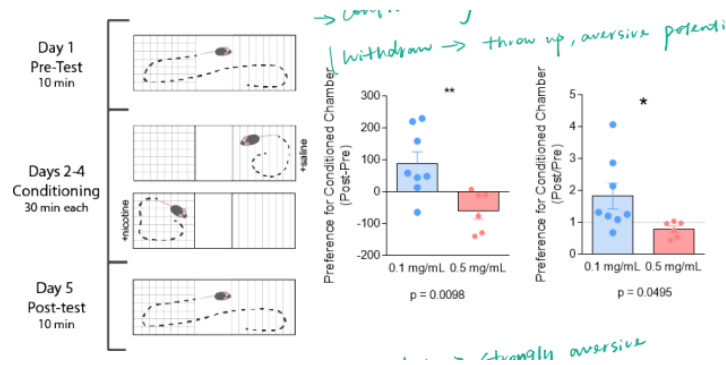 Day 1
Pre-Test
10 min
Days 2-4
Conditioning
30 min each
+saline
+nicotine
Day 5
Post-test
10 min
↓ withdraw → throw up, aversive potenti
Preference for Conditioned Chamber
(Post-Pre)
300
200
100
0
-100
-200
**
0.1 mg/mL 0.5 mg/mL
p = 0.0098
Preference for Conditioned Chamber
(Post/Pre)
5
4
3
2
1
0
*
0.1 mg/mL 0.5 mg/mL
p = 0.0495
→ strongly aversive